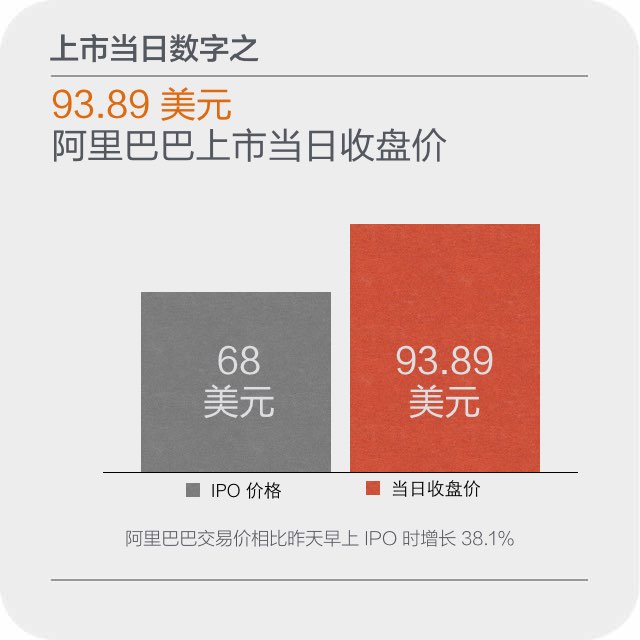 上市当日数字之
93.89 美元
阿里巴巴上市当日收盘价
68
美元
93.89
美元
IPO 价格
当日收盘价
阿里巴巴交易价相比昨天早上 IPO 时增长 38.1%